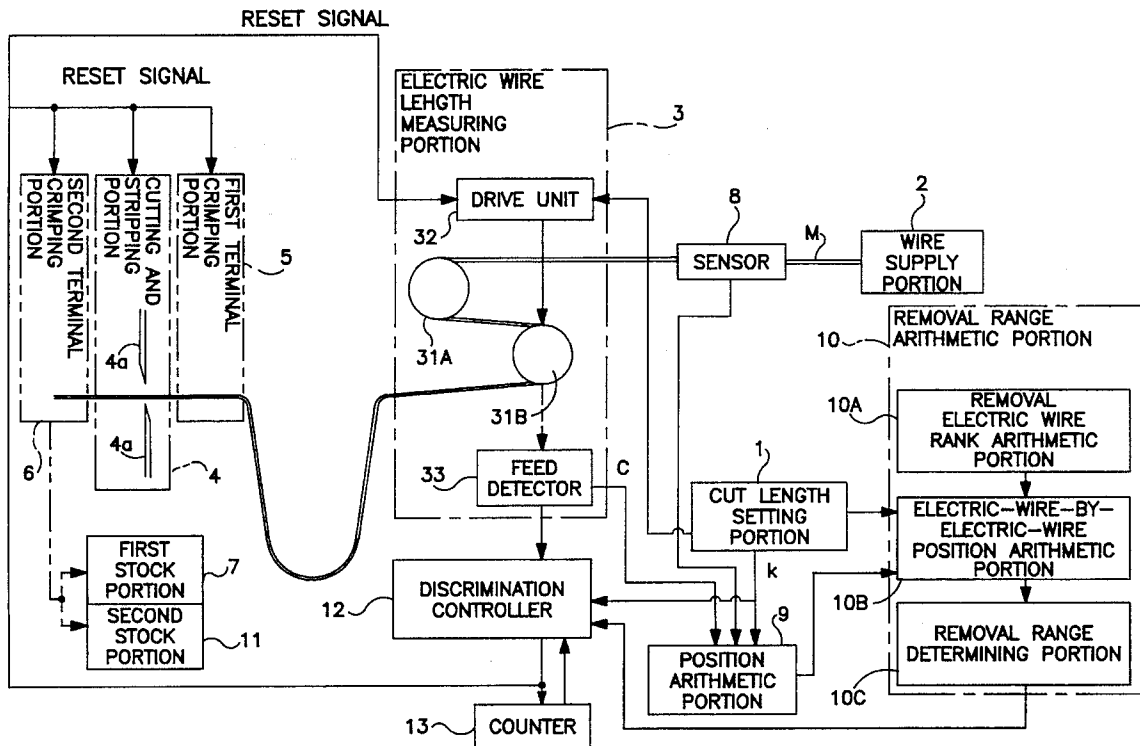 RESET SIGNAL
RESET SIGNAL
ELECTRIC WIRE
LEHGTH
MEASURING
PORTION
3
SECOND TERMINAL
CRIMPING
PORTION
CUTTING AND
STRIPPING
PORTION
FIRST TERMINAL
CRIMPING
PORTION
5
DRIVE UNIT
32
8
SENSOR
M
2
WIRE
SUPPLY
PORTION
31A
31B
4a
4a
6
4
10
REMOVAL RANGE
ARITHMETIC PORTION
10A
REMOVAL
ELECTRIC WIRE
RANK ARITHMETIC
PORTION
33
FEED
DETECTOR
C
1
CUT LENGTH
SETTING
PORTION
k
ELECTRIC-WIRE-BY-
ELECTRIC-WIRE
POSITION ARITHMETIC
PORTION
10B
FIRST
STOCK
PORTION
7
SECOND
STOCK
PORTION
11
12
DISCRIMINATION
CONTROLLER
9
POSITION
ARITHMETIC
PORTION
REMOVAL RANGE
DETERMINING PORTION
10C
13
COUNTER